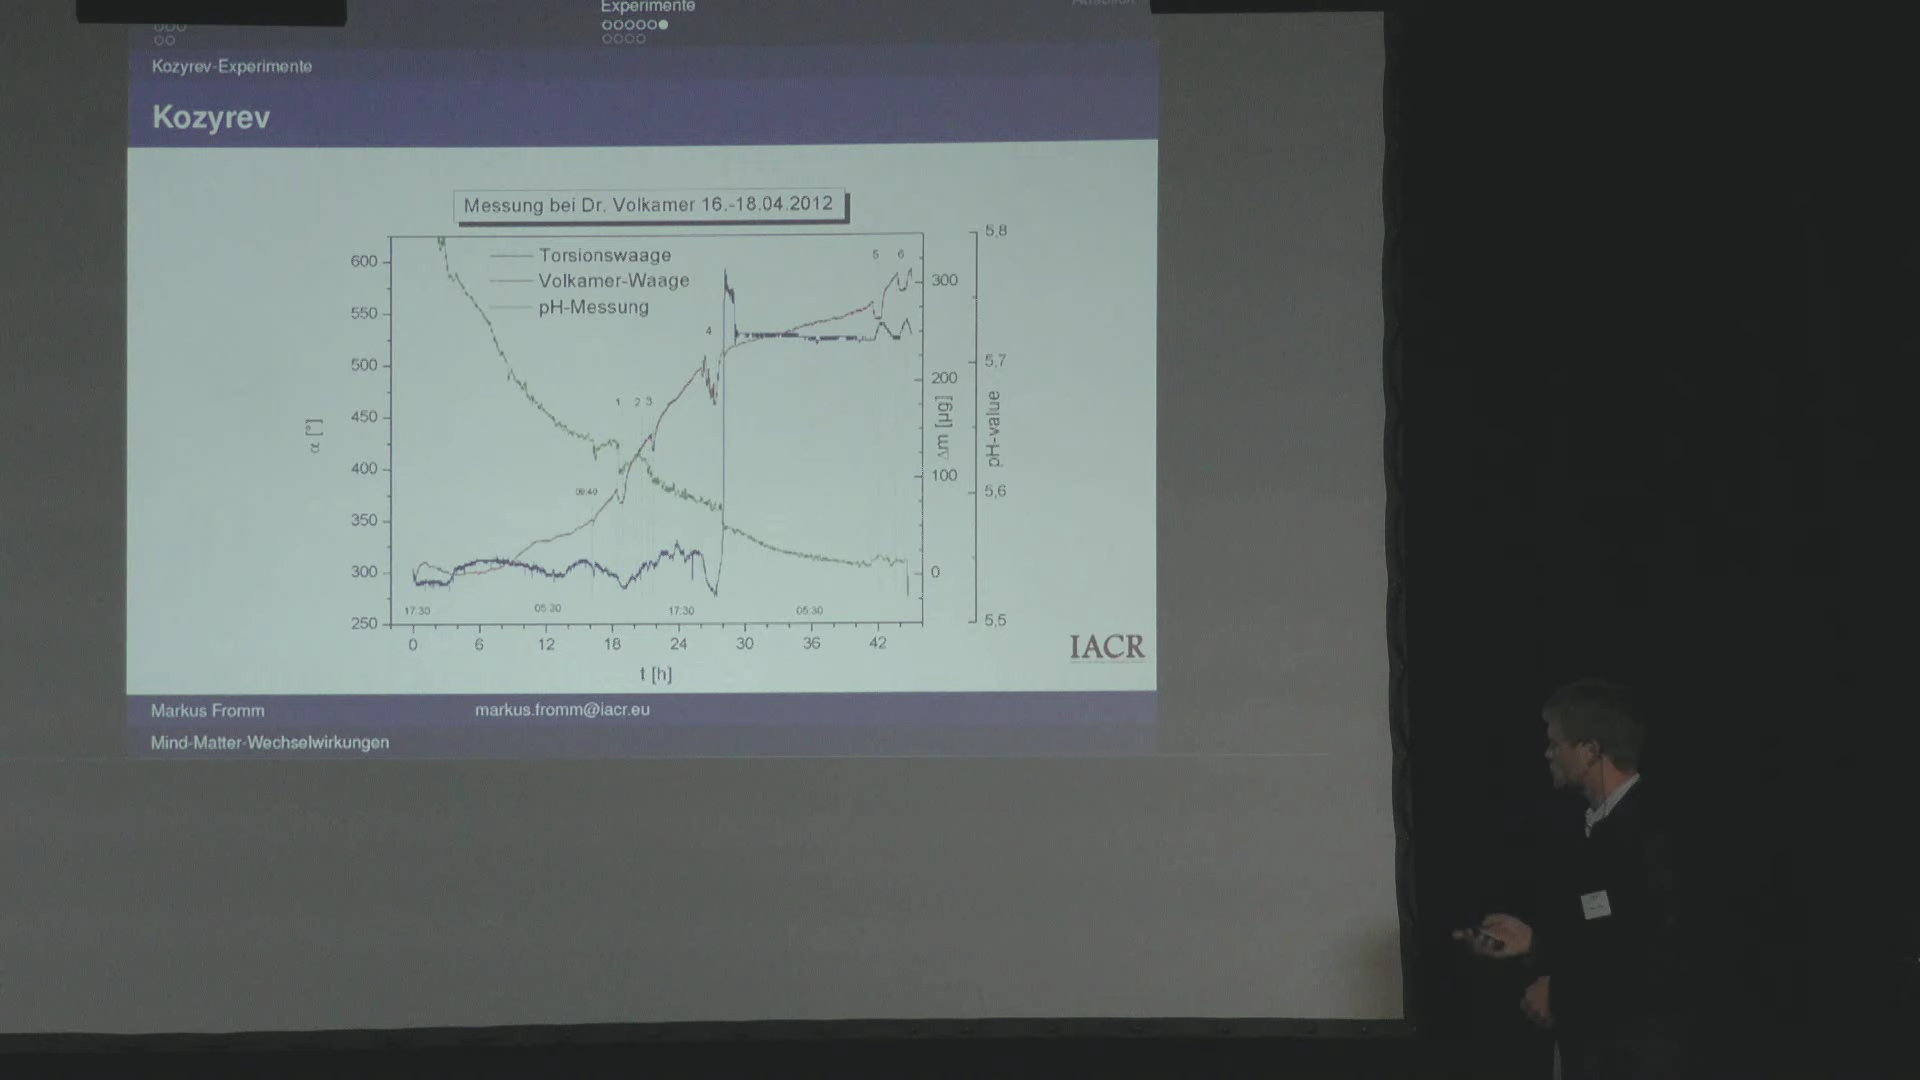 Experimente
Kozyrev-Experimente
Kozyrev
Messung bei Dr. Volkamer 16.-18.04.2012
Torsionswaage
Volkamer-Waage
pH-Messung
600
550
500
450
400
350
300
250
α [°]
1
2
3
4
5
6
09:40
17:30
05:30
17:30
05:30
0
6
12
18
24
30
36
42
t [h]
300
200
100
0
Δm [µg]
5,8
5,7
5,6
5,5
pH-value
IACR
Markus Fromm
markus.fromm@iacr.eu
Mind-Matter-Wechselwirkungen